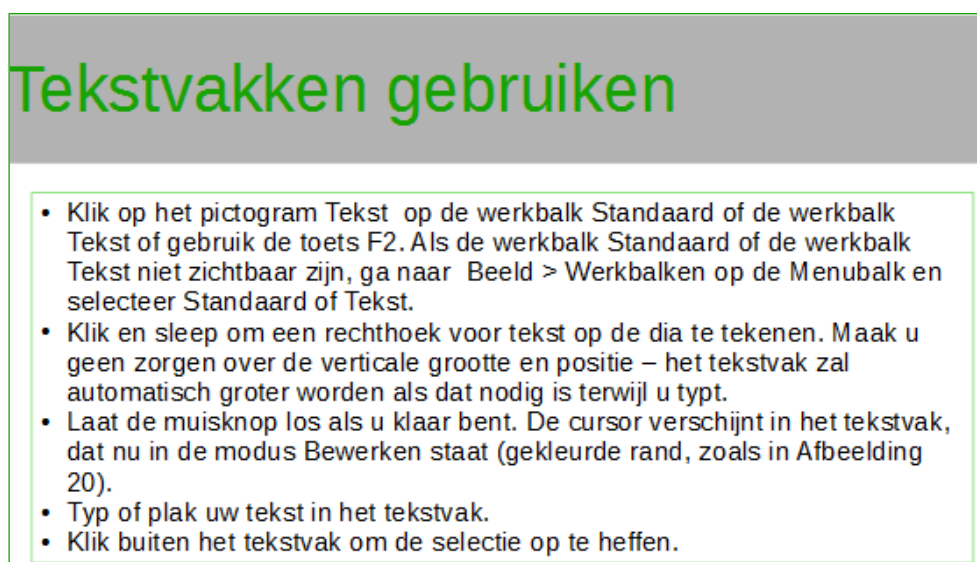 Tekstvakken gebruiken
• Klik op het pictogram Tekst  op de werkbalk Standaard of de werkbalk
Tekst of gebruik de toets F2. Als de werkbalk Standaard of de werkbalk
Tekst niet zichtbaar zijn, ga naar  Beeld > Werkbalken op de Menubalk en
selecteer Standaard of Tekst.
• Klik en sleep om een rechthoek voor tekst op de dia te tekenen. Maak u
geen zorgen over de verticale grootte en positie – het tekstvak zal
automatisch groter worden als dat nodig is terwijl u typt.
• Laat de muisknop los als u klaar bent. De cursor verschijnt in het tekstvak,
dat nu in de modus Bewerken staat (gekleurde rand, zoals in Afbeelding
20).
• Typ of plak uw tekst in het tekstvak.
• Klik buiten het tekstvak om de selectie op te heffen.